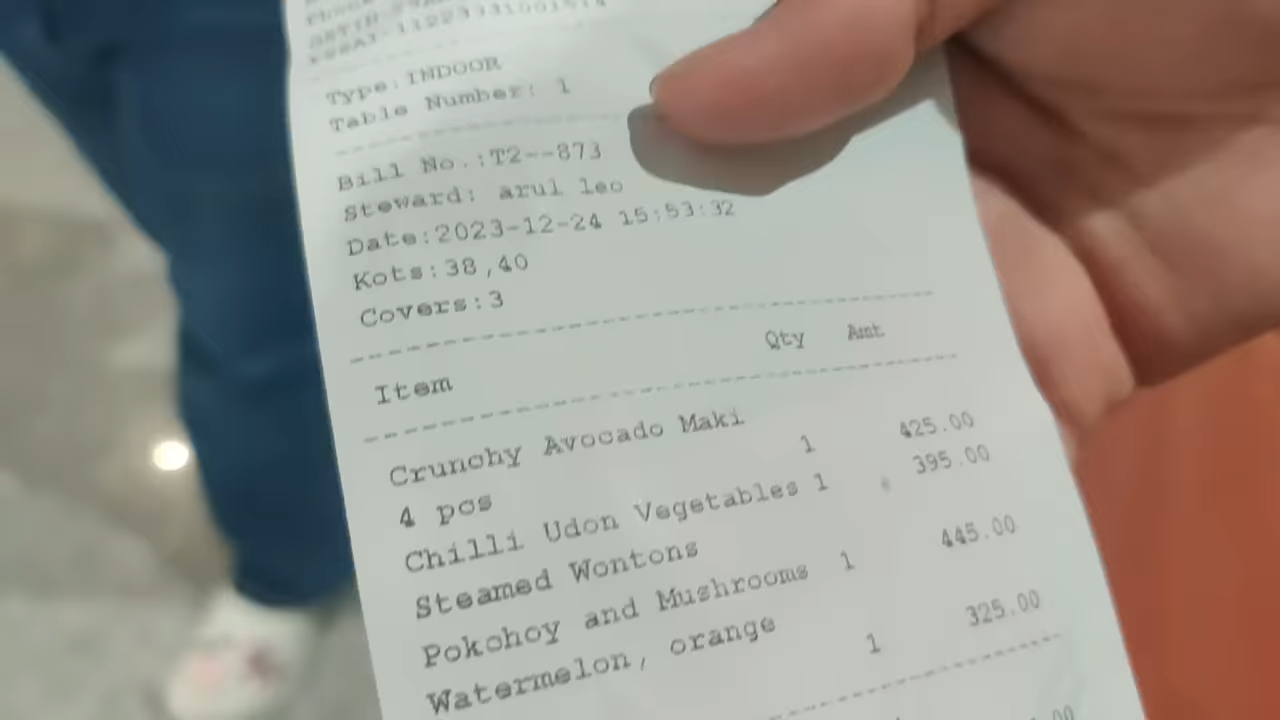 Type:INDOOR
Table Number: 1
Bill No.:T2--873
Steward: arul leo
Date:2023-12-24 15:53:32
Kots:38,40
Covers:3
Item Qty Amt
Crunchy Avocado Maki 1 425.00
4 pcs
Chilli Udon Vegetables 1 395.00
Steamed Wontons
Pokchoy and Mushrooms 1 445.00
Watermelon, orange 1 325.00